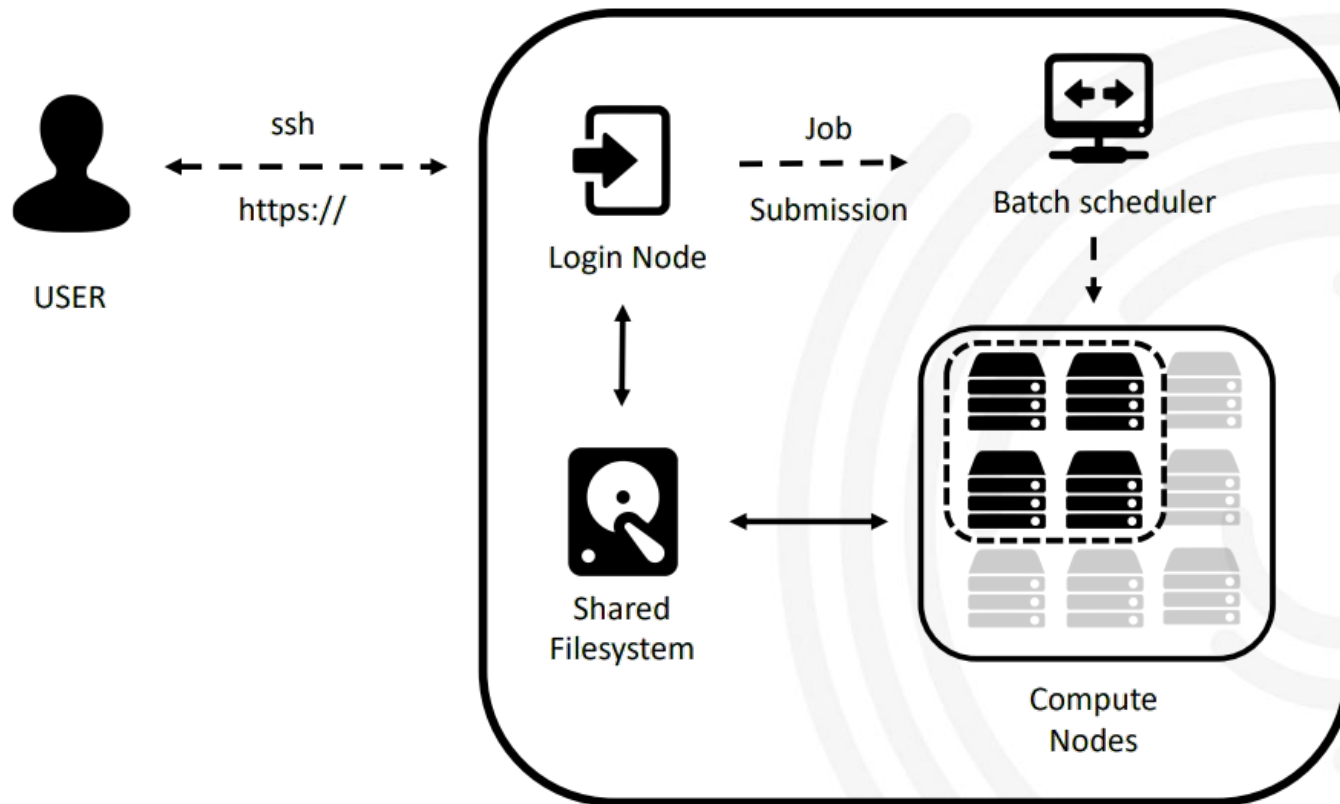 ssh
https://
USER
Login Node
Job
Submission
Batch scheduler
Shared
Filesystem
Compute
Nodes